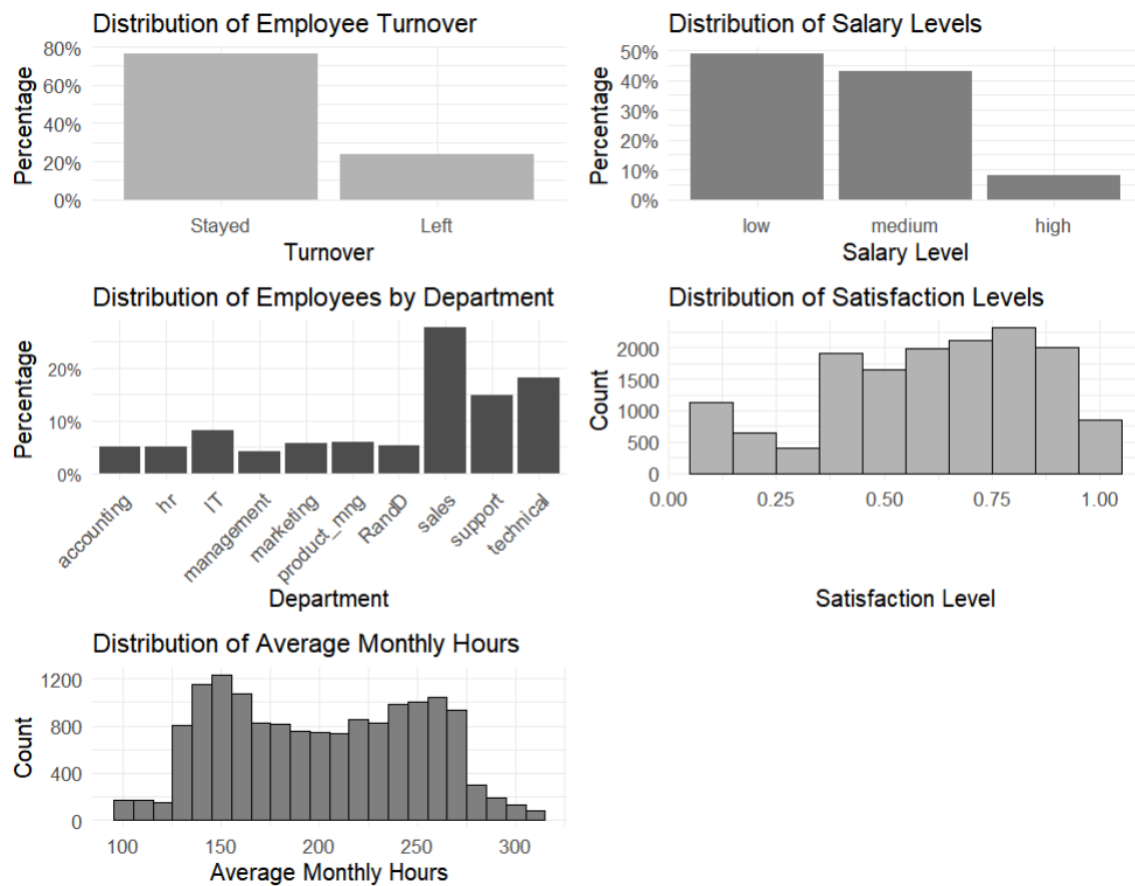 Distribution of Employee Turnover
80%
60%
40%
20%
0%
Percentage
Stayed Left
Turnover
Distribution of Salary Levels
50%
40%
30%
20%
10%
0%
Percentage
low medium high
Salary Level
Distribution of Employees by Department
20%
10%
0%
Percentage
accounting
hr
IT
management
marketing
product_mng
RandD
sales
support
technical
Department
Distribution of Satisfaction Levels
2000
1500
1000
500
0
Count
0.00 0.25 0.50 0.75 1.00
Satisfaction Level
Distribution of Average Monthly Hours
1200
800
400
0
Count
100 150 200 250 300
Average Monthly Hours